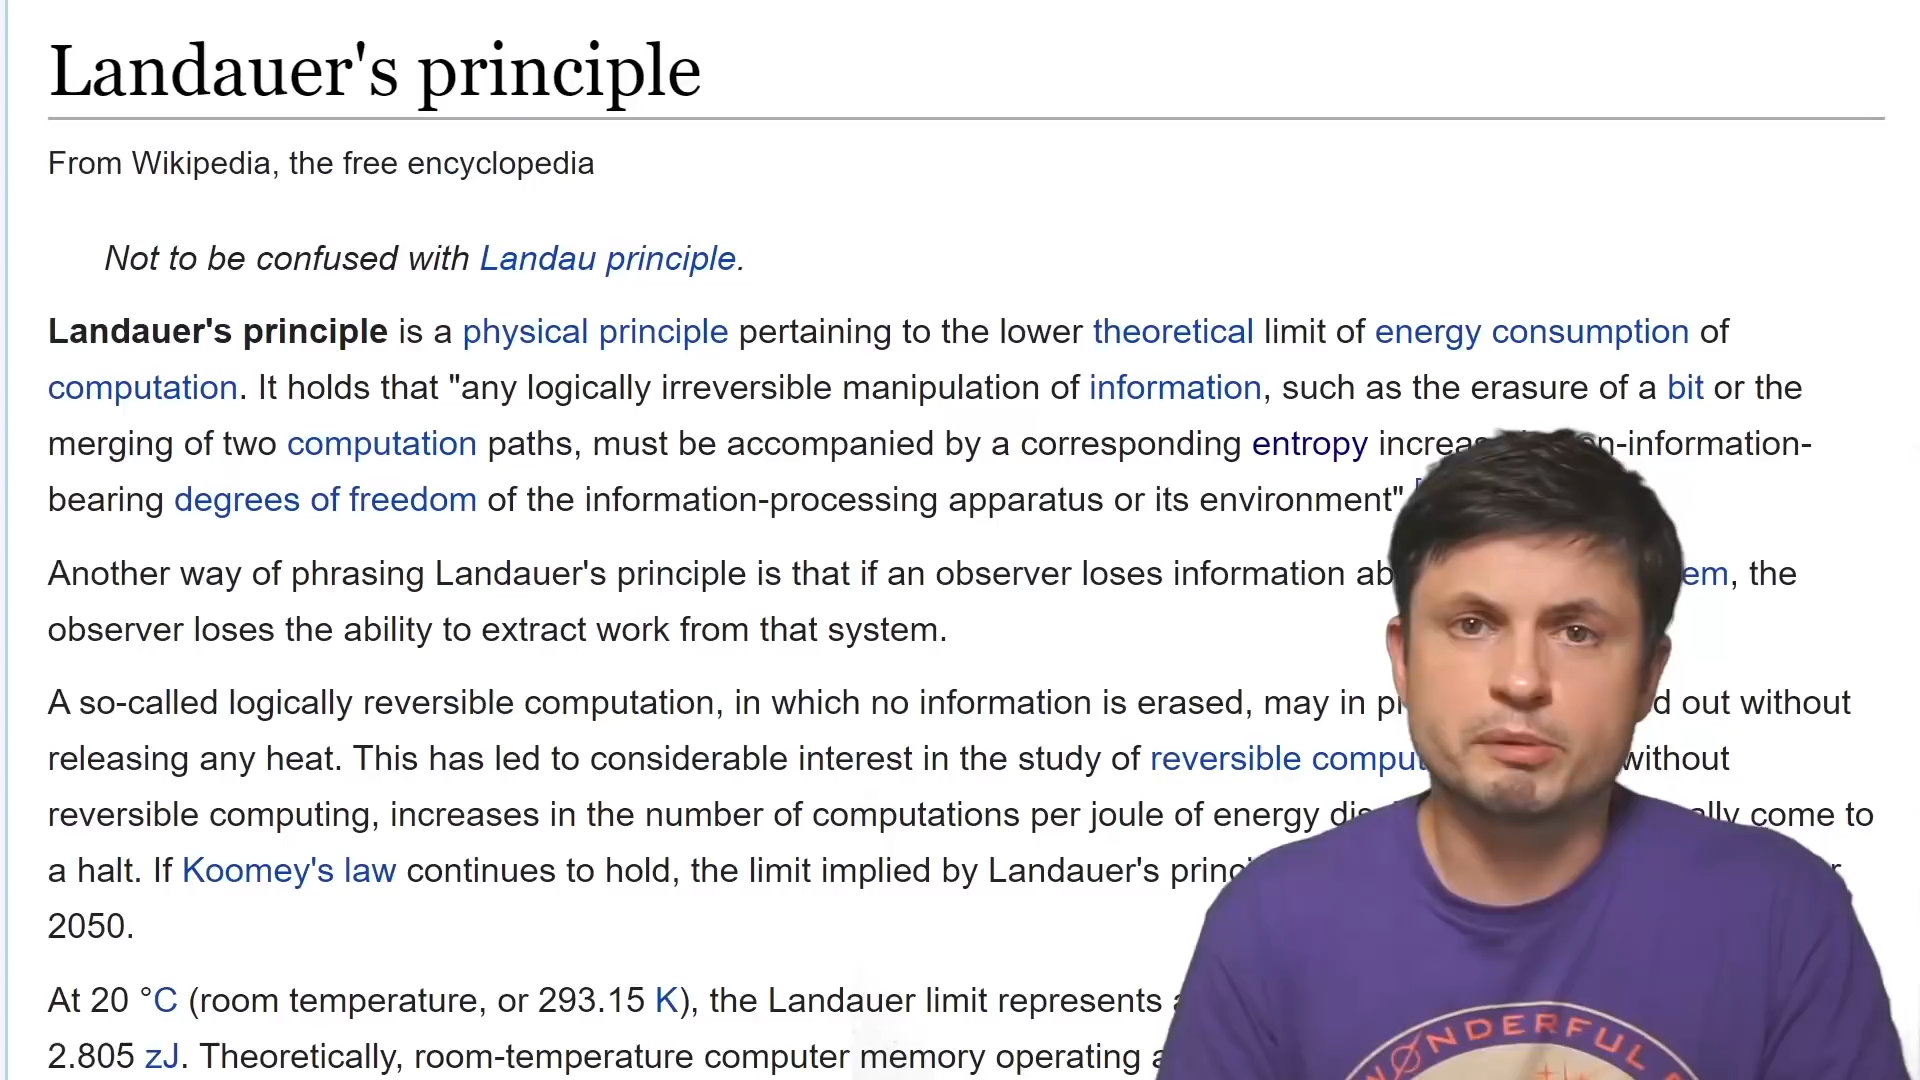 Landauer's principle
From Wikipedia, the free encyclopedia
Not to be confused with Landau principle.
Landauer's principle is a physical principle pertaining to the lower theoretical limit of energy consumption of
computation. It holds that "any logically irreversible manipulation of information, such as the erasure of a bit or the
merging of two computation paths, must be accompanied by a corresponding entropy -information-
bearing degrees of freedom of the information-processing apparatus or its environment"
Another way of phrasing Landauer's principle is that if an observer loses information the
observer loses the ability to extract work from that system.
A so-called logically reversible computation, in which no information is erased, may in out without
releasing any heat. This has led to considerable interest in the study of reversible without
reversible computing, increases in the number of computations per joule of energy come to
a halt. If Koomey's law continues to hold, the limit implied by Landauer's
2050.
At 20 °C (room temperature, or 293.15 K), the Landauer limit represents
2.805 zJ. Theoretically, room-temperature computer memory operating
WØNDERFUL